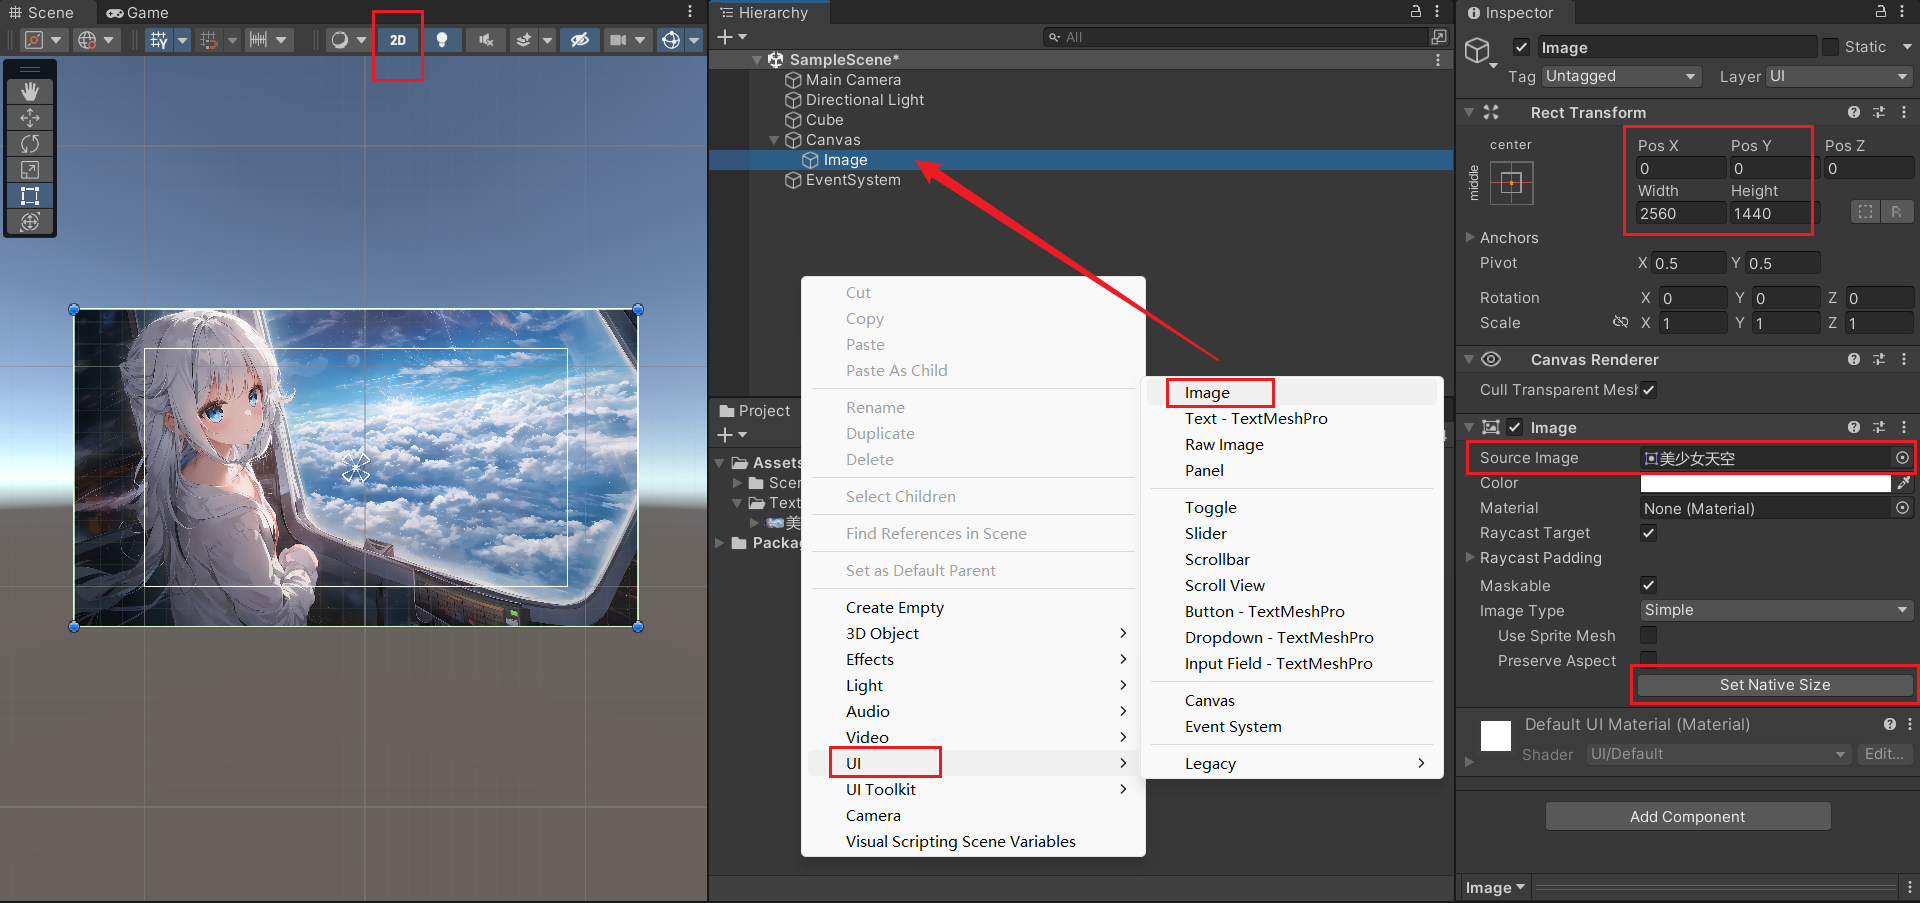 Scene
Game
2D
Hierarchy
All
SampleScene*
Main Camera
Directional Light
Cube
Canvas
Image
EventSystem
Project
Assets
Scen
Text
美
Packag
Cut
Copy
Paste
Paste As Child
Rename
Duplicate
Delete
Select Children
Find References in Scene
Set as Default Parent
Create Empty
3D Object
Effects
Light
Audio
Video
UI
UI Toolkit
Camera
Visual Scripting Scene Variables
Image
Text - TextMeshPro
Raw Image
Panel
Toggle
Slider
Scrollbar
Scroll View
Button - TextMeshPro
Dropdown - TextMeshPro
Input Field - TextMeshPro
Canvas
Event System
Legacy
Inspector
Image
Static
Tag Untagged Layer UI
Rect Transform
center
middle
Pos X Pos Y Pos Z
0 0 0
Width Height
2560 1440
R
Anchors
Pivot X 0.5 Y 0.5
Rotation X 0 Y 0 Z 0
Scale X 1 Y 1 Z 1
Canvas Renderer
Cull Transparent Mesh
Image
Source Image 美少女天空
Color
Material None (Material)
Raycast Target
Raycast Padding
Maskable
Image Type Simple
Use Sprite Mesh
Preserve Aspect
Set Native Size
Default UI Material (Material)
Shader UI/Default Edit...
Add Component
Image